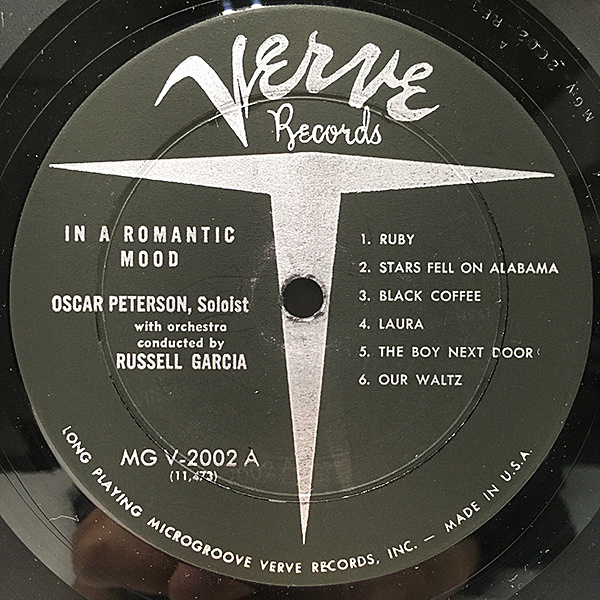 Verve
Records
IN A ROMANTIC
MOOD
OSCAR PETERSON, Soloist
with orchestra
conducted by
RUSSELL GARCIA
1. RUBY
2. STARS FELL ON ALABAMA
3. BLACK COFFEE
4. LAURA
5. THE BOY NEXT DOOR
6. OUR WALTZ
MG V-2002 A
(11,473)
LONG PLAYING MICROGROOVE VERVE RECORDS, INC. — MADE IN U.S.A.